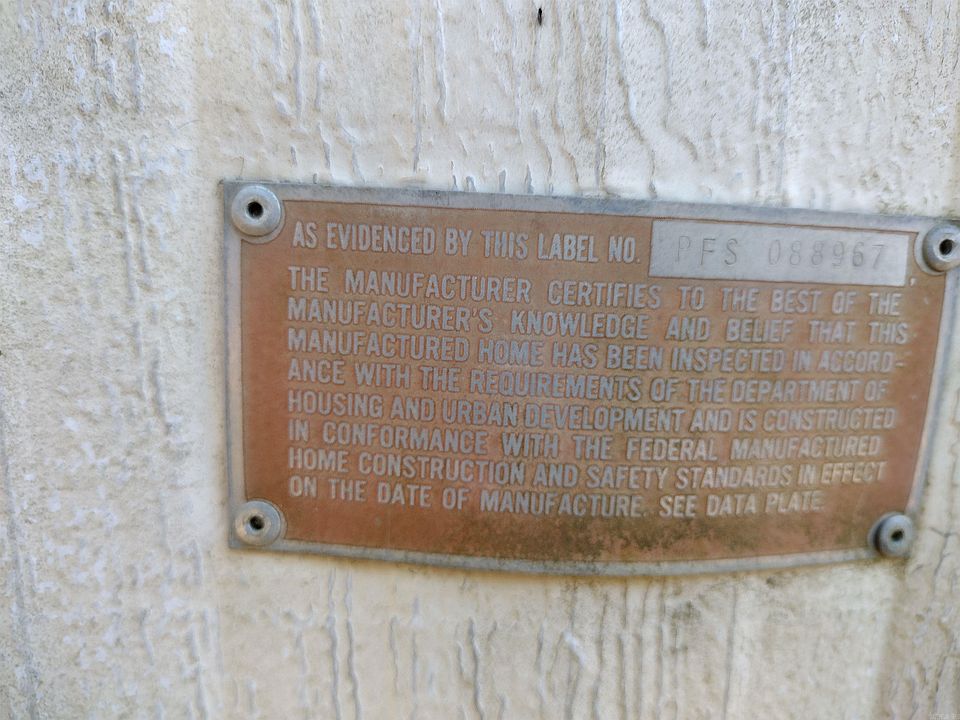 AS EVIDENCED BY THIS LABEL NO. PFS 088967
THE MANUFACTURER CERTIFIES TO THE BEST OF THE
MANUFACTURER'S KNOWLEDGE AND BELIEF THAT THIS
MANUFACTURED HOME HAS BEEN INSPECTED IN ACCORD-
ANCE WITH THE REQUIREMENTS OF THE DEPARTMENT OF
HOUSING AND URBAN DEVELOPMENT AND IS CONSTRUCTED
IN CONFORMANCE WITH THE FEDERAL MANUFACTURED
HOME CONSTRUCTION AND SAFETY STANDARDS IN EFFECT
ON THE DATE OF MANUFACTURE. SEE DATA PLATE.